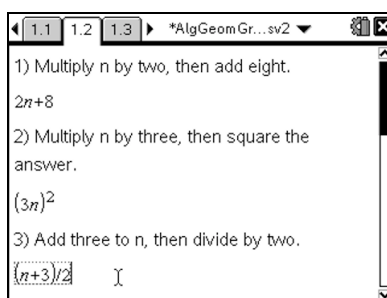 1.1 1.2 1.3 *AlgGeomGr...sv2
1) Multiply n by two, then add eight.
2n+8
2) Multiply n by three, then square the
answer.
(3n)²
3) Add three to n, then divide by two.
(n+3)/2